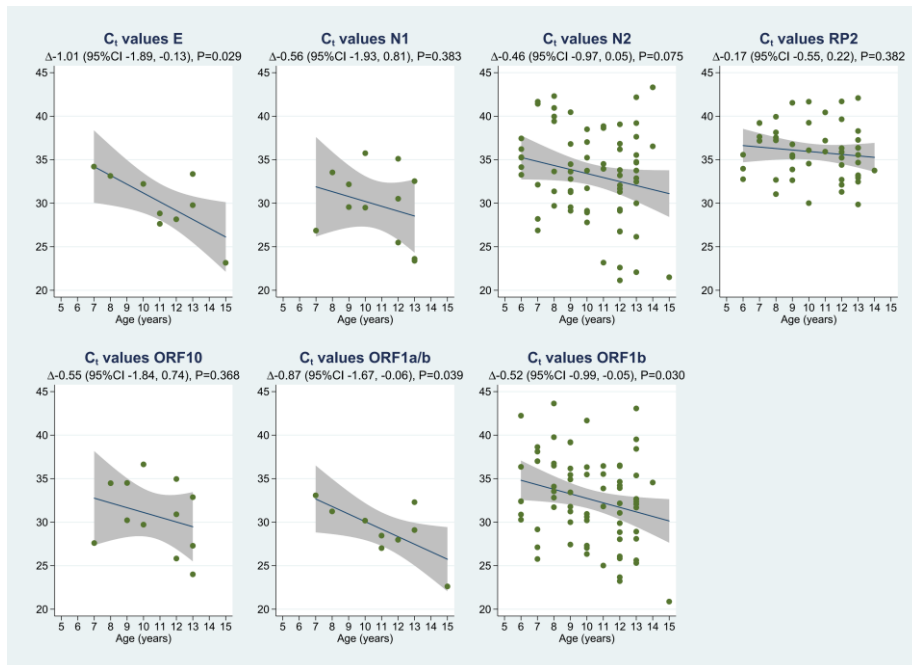 Cₜ values E
Δ-1.01 (95%CI -1.89, -0.13), P=0.029
45
40
35
30
25
20
5 6 7 8 9 10 11 12 13 14 15
Age (years)
Cₜ values N1
Δ-0.56 (95%CI -1.93, 0.81), P=0.383
45
40
35
30
25
20
5 6 7 8 9 10 11 12 13 14 15
Age (years)
Cₜ values N2
Δ-0.46 (95%CI -0.97, 0.05), P=0.075
45
40
35
30
25
20
5 6 7 8 9 10 11 12 13 14 15
Age (years)
Cₜ values RP2
Δ-0.17 (95%CI -0.55, 0.22), P=0.382
45
40
35
30
25
20
5 6 7 8 9 10 11 12 13 14 15
Age (years)
Cₜ values ORF10
Δ-0.55 (95%CI -1.84, 0.74), P=0.368
45
40
35
30
25
20
5 6 7 8 9 10 11 12 13 14 15
Age (years)
Cₜ values ORF1a/b
Δ-0.87 (95%CI -1.67, -0.06), P=0.039
45
40
35
30
25
20
5 6 7 8 9 10 11 12 13 14 15
Age (years)
Cₜ values ORF1b
Δ-0.52 (95%CI -0.99, -0.05), P=0.030
45
40
35
30
25
20
5 6 7 8 9 10 11 12 13 14 15
Age (years)